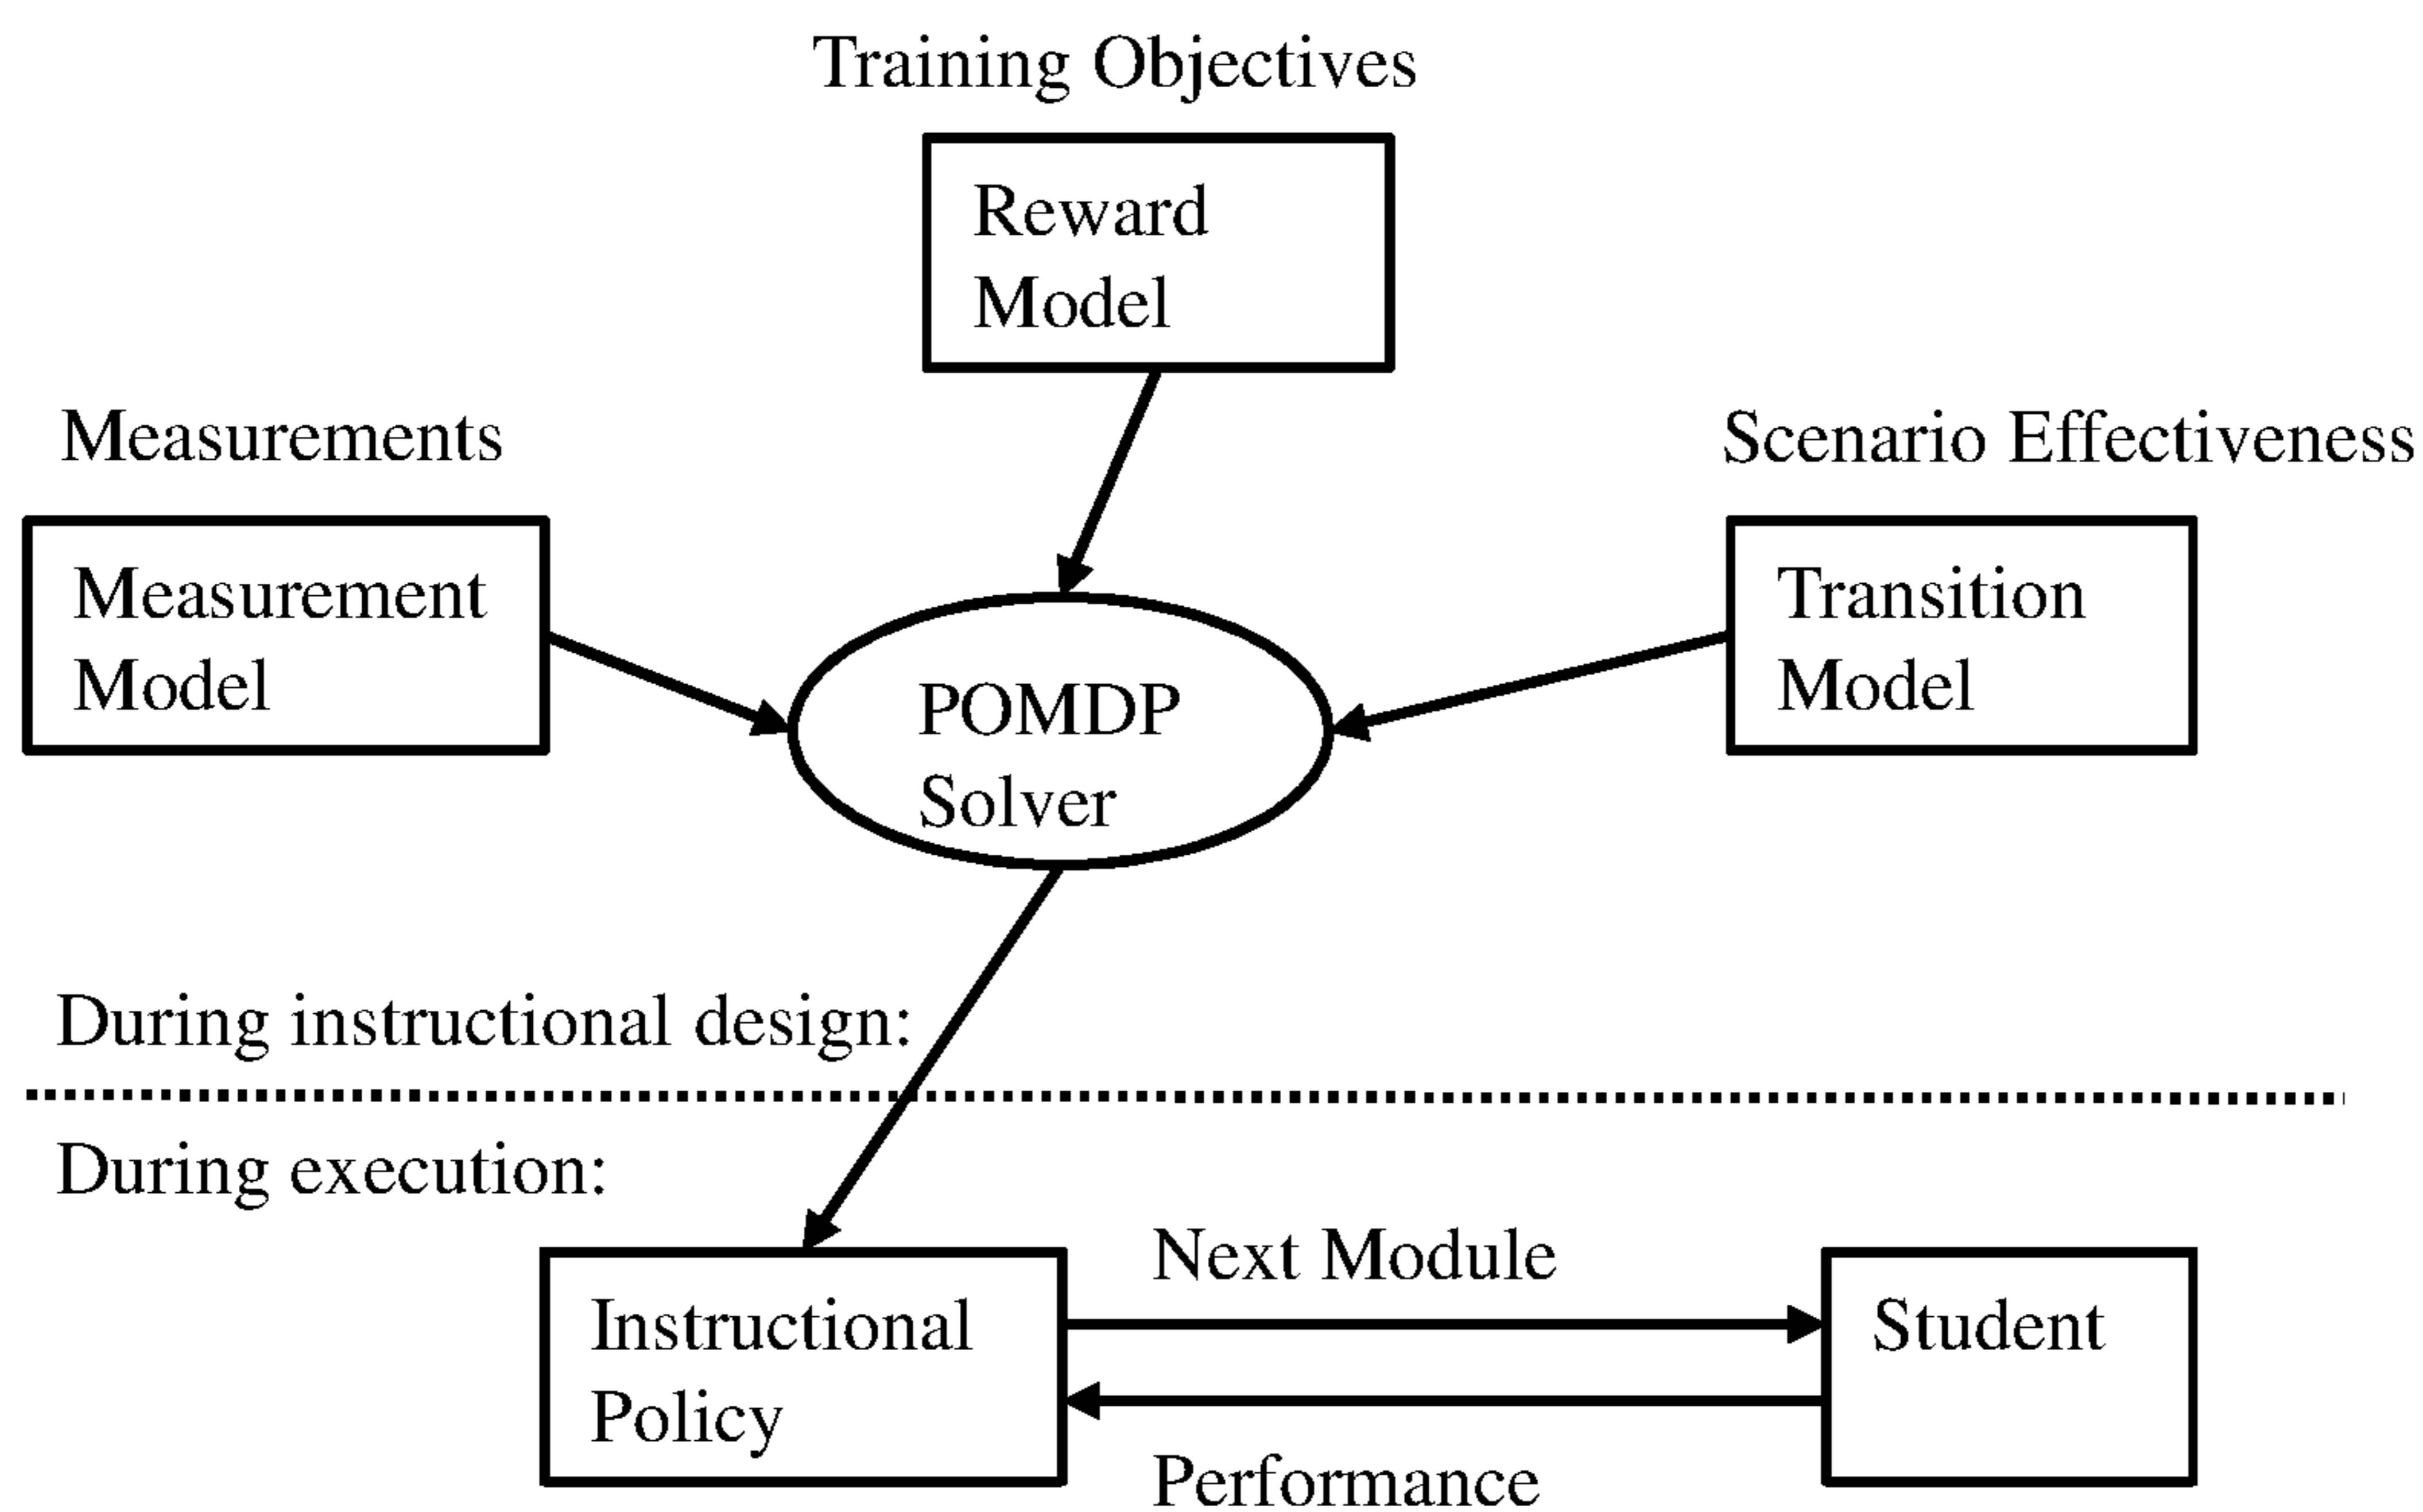 Training Objectives
Reward
Model
Measurements
Scenario Effectiveness
Measurement
Model
Transition
Model
POMDP
Solver
During instructional design:
During execution:
Next Module
Instructional
Policy
Student
Performance